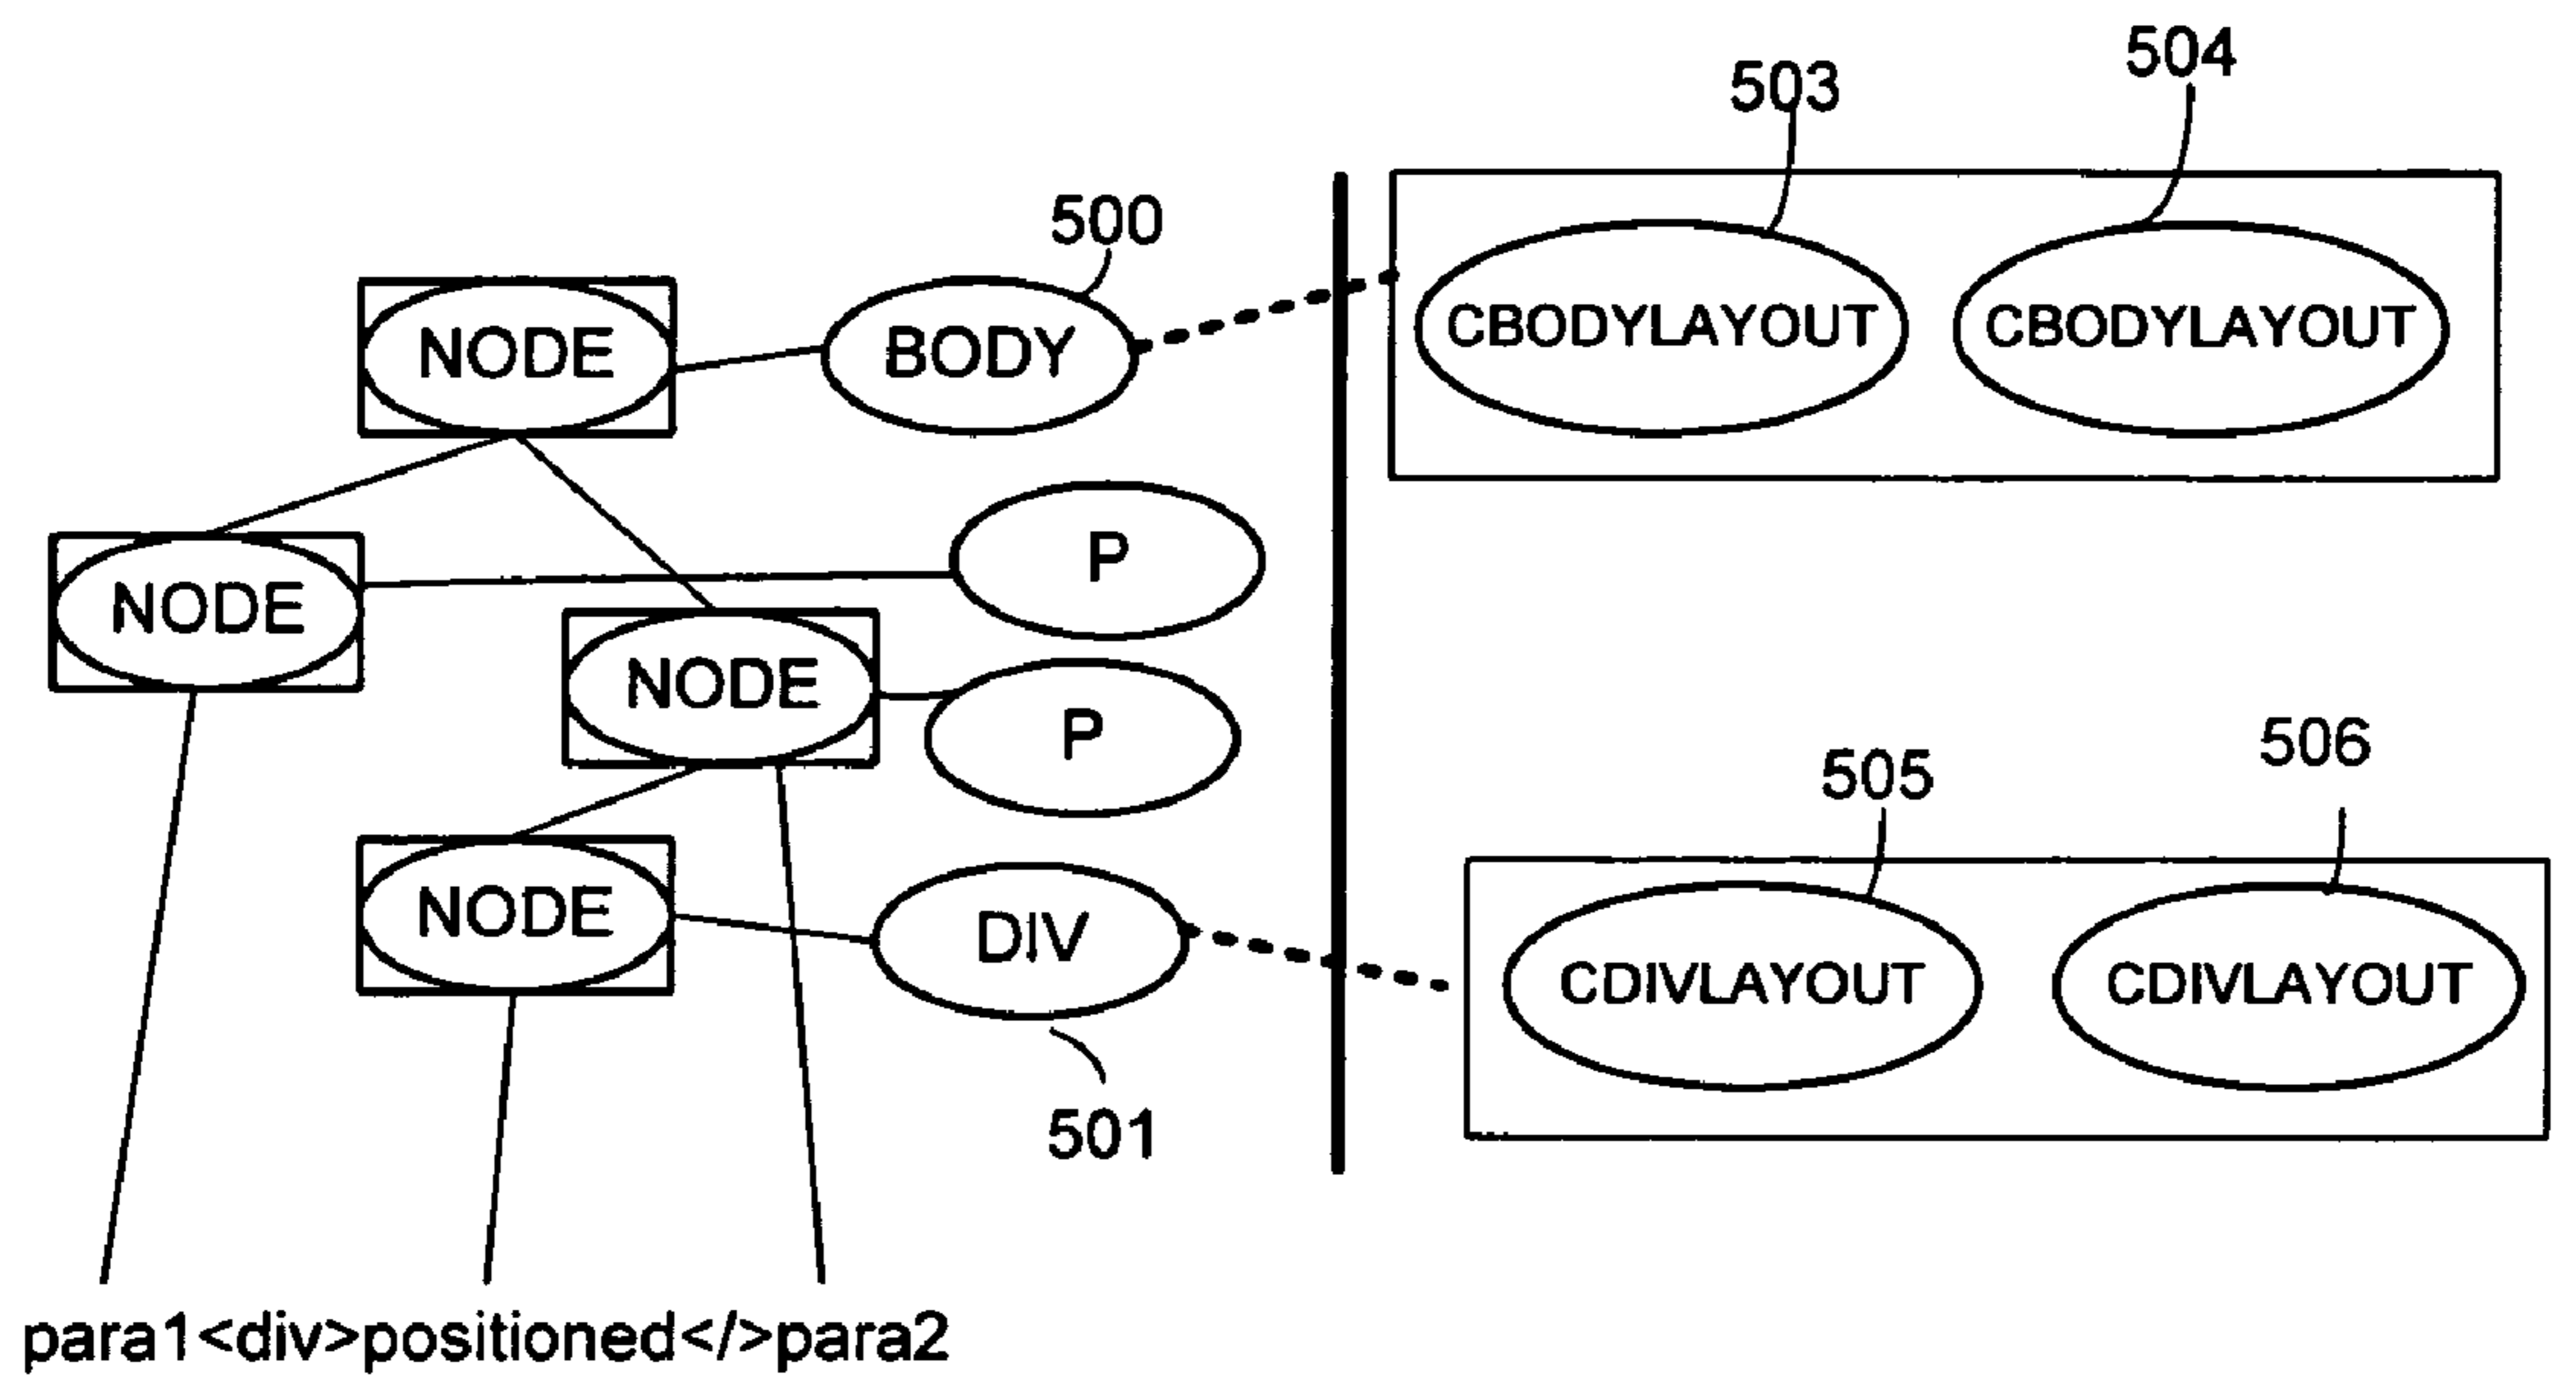 504
503
500
NODE
BODY
CBODYLAYOUT
CBODYLAYOUT
P
NODE
NODE
P
506
505
NODE
DIV
CDIVLAYOUT
CDIVLAYOUT
501
para1<div>positioned</>para2